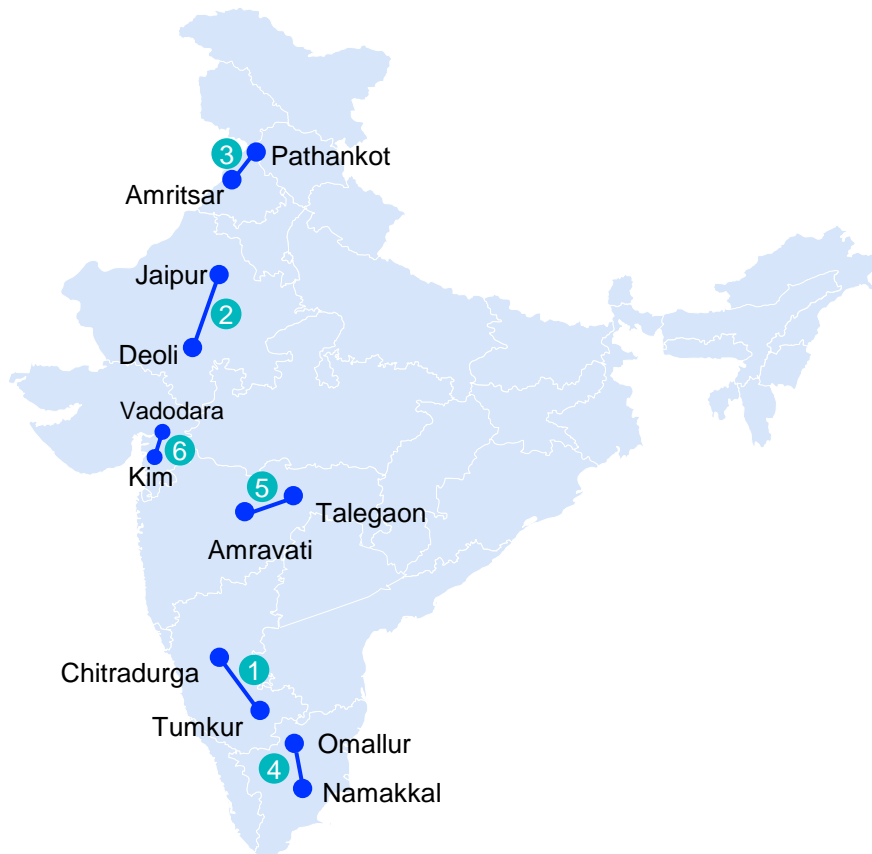 3
Pathankot
Amritsar
Jaipur
2
Deoli
Vadodara
6
Kim
5
Talegaon
Amravati
1
Chitradurga
Tumkur
Omallur
4
Namakkal